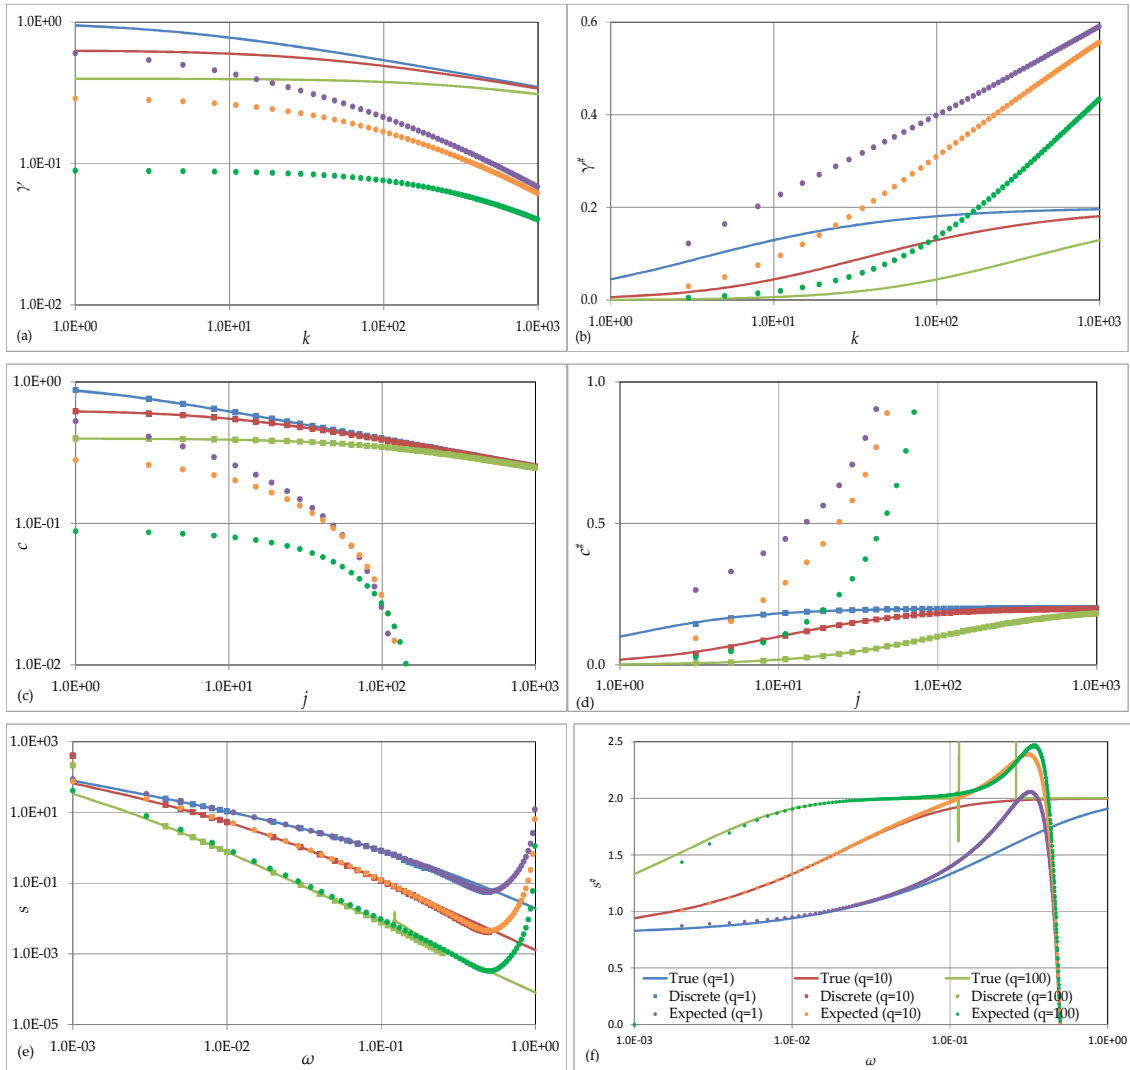 1.0E+00
1.0E-01
1.0E-02
γ
1.0E+00 1.0E+01 1.0E+02 1.0E+03
(a)
k
0.6
0.4
0.2
0.0
γ#
1.0E+00 1.0E+01 1.0E+02 1.0E+03
(b)
k
1.0E+00
1.0E-01
1.0E-02
c
1.0E+00 1.0E+01 1.0E+02 1.0E+03
(c)
j
1.0
0.5
0.0
c#
1.0E+00 1.0E+01 1.0E+02 1.0E+03
(d)
j
1.0E+03
1.0E+01
1.0E-01
1.0E-03
1.0E-05
s
1.0E-03 1.0E-02 1.0E-01 1.0E+00
(e)
ω
2.5
2.0
1.5
1.0
0.5
0.0
s#
True (q=1) True (q=10) True (q=100)
Discrete (q=1) Discrete (q=10) Discrete (q=100)
Expected (q=1) Expected (q=10) Expected (q=100)
1.0E-03 1.0E-02 1.0E-01 1.0E+00
(f)
ω